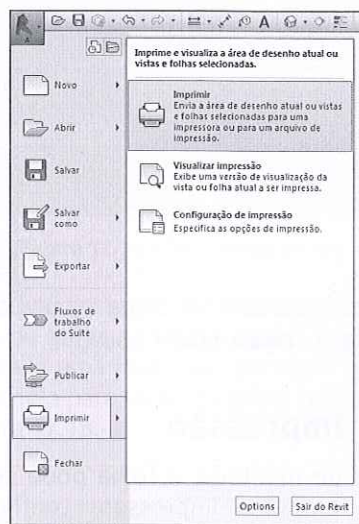 A
Imprime e visualiza a área de desenho atual ou
vistas e folhas selecionadas.
Novo
Abrir
Salvar
Salvar
como
Exportar
Fluxos de
trabalho
do Suite
Publicar
Imprimir
Fechar
Imprimir
Envia a área de desenho atual ou vistas
e folhas selecionadas para uma
impressora ou para um arquivo de
impressão.
Visualizar impressão
Exibe uma versão de visualização da
vista ou folha atual a ser impressa.
Configuração de impressão
Especifica as opções de impressão.
Options
Sair do Revit